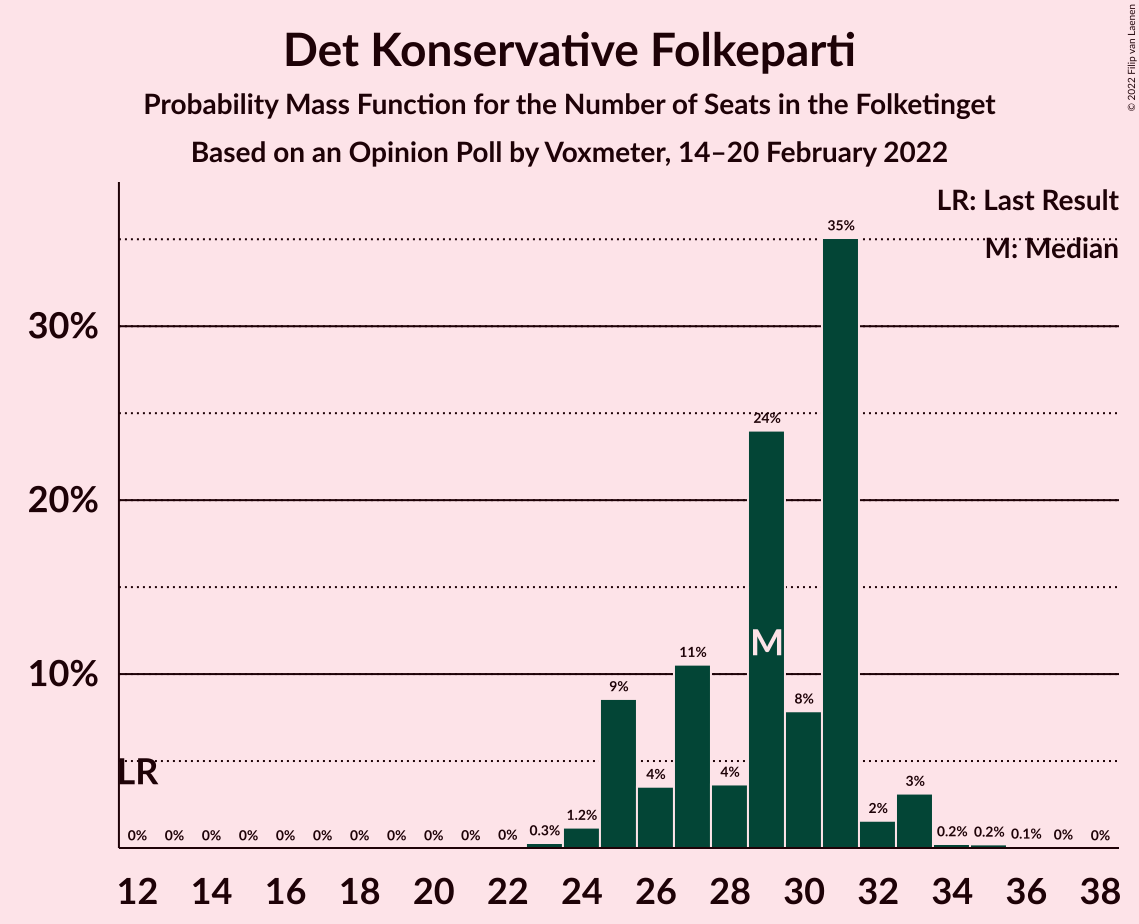 Det Konservative Folkeparti
Probability Mass Function for the Number of Seats in the Folketinget
Based on an Opinion Poll by Voxmeter, 14–20 February 2022
© 2022 Filip van Laenen
LR: Last Result
M: Median
35%
30%
24%
20%
M
11%
10%
9%
8%
LR
4%
4%
3%
2%
1.2%
0% 0% 0% 0% 0% 0% 0% 0% 0% 0% 0% 0.3% 0.2% 0.2% 0.1% 0% 0%
12 14 16 18 20 22 24 26 28 30 32 34 36 38